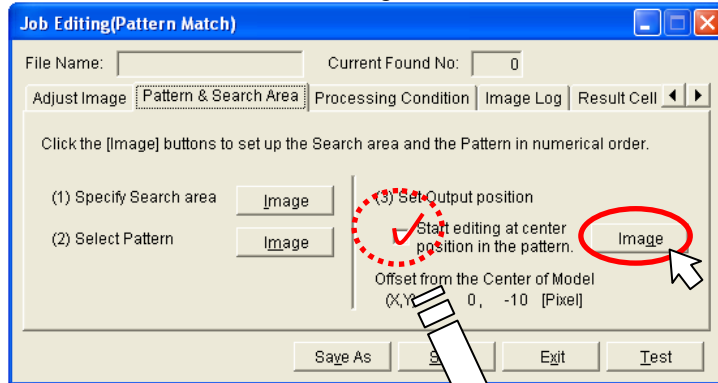 Job Editing(Pattern Match)
File Name: Current Found No: 0
Adjust Image Pattern & Search Area Processing Condition Image Log Result Cell
Click the [Image] buttons to set up the Search area and the Pattern in numerical order.
(1) Specify Search area Image
(2) Select Pattern Image
(3) Set Output position
Start editing at center
position in the pattern. Image
Offset from the Center of Model
(X,Y) 0, -10 [Pixel]
Save As Exit Test